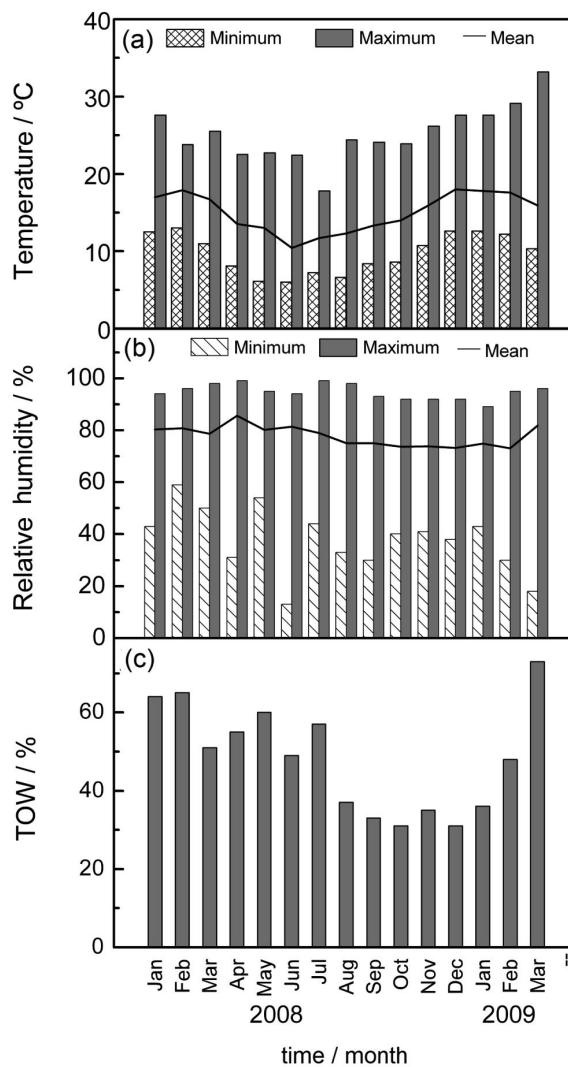 (a) Minimum Maximum Mean
40
30
20
10
0
Temperature / ºC
(b) Minimum Maximum Mean
100
80
60
40
20
0
Relative humidity / %
(c)
60
40
20
0
TOW / %
Jan Feb Mar Apr May Jun Jul Aug Sep Oct Nov Dec Jan Feb Mar
2008 2009
time / month